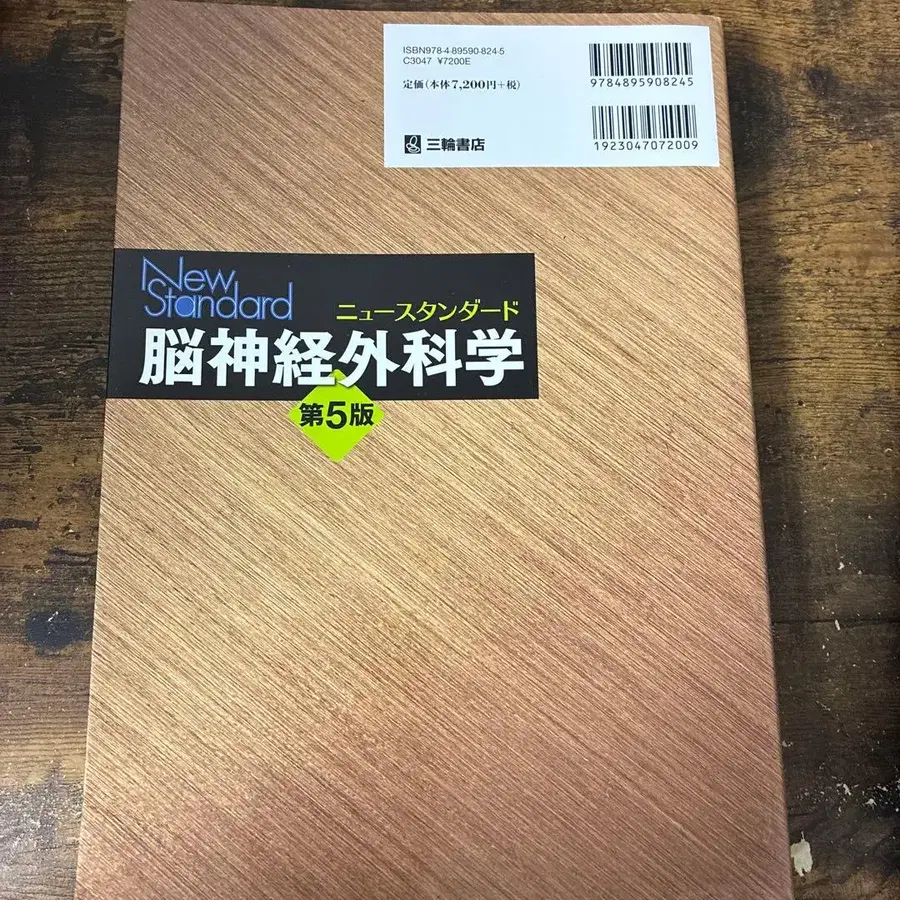 ISBN978-4-89590-824-5
C3047 ¥7200E
定価(本体7,200円+税)
三輪書店
9784895908245
1923047072009
New
Standard
ニュースタンダード
脳神経外科学
第5版